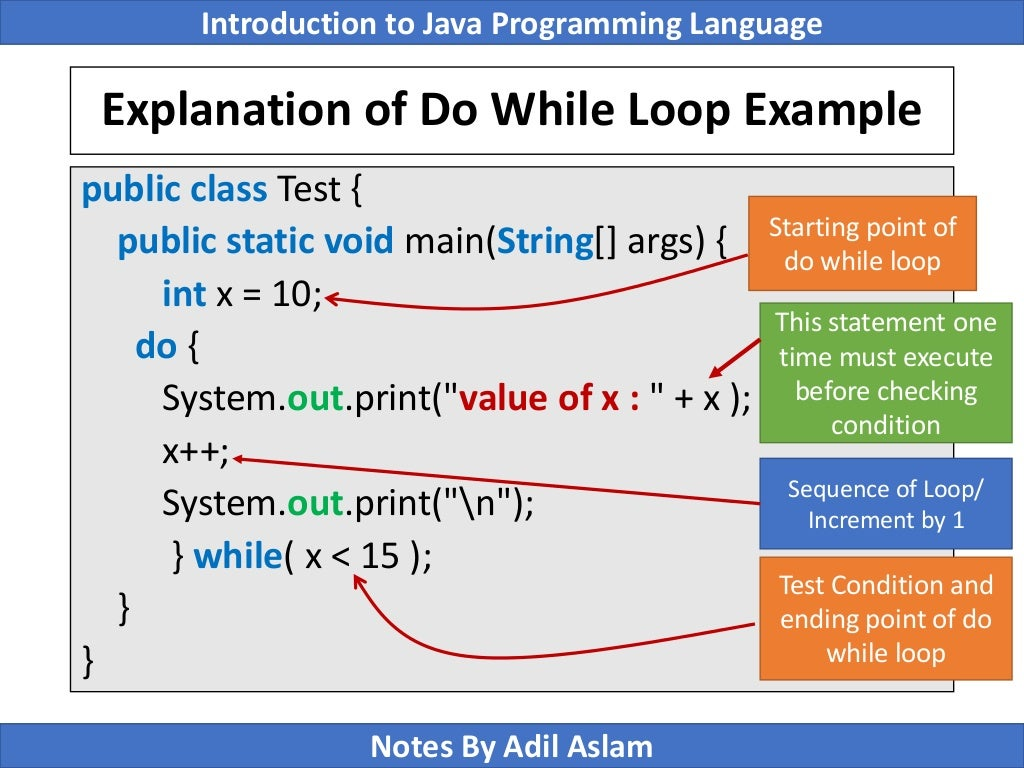 Introduction to Java Programming Language
Explanation of Do While Loop Example
public class Test {
public static void main(String[] args) {
int x = 10;
do {
System.out.print("value of x : " + x );
x++;
System.out.print("\n");
} while( x < 15 );
}
}
Starting point of
do while loop
This statement one
time must execute
before checking
condition
Sequence of Loop/
Increment by 1
Test Condition and
ending point of do
while loop
Notes By Adil Aslam